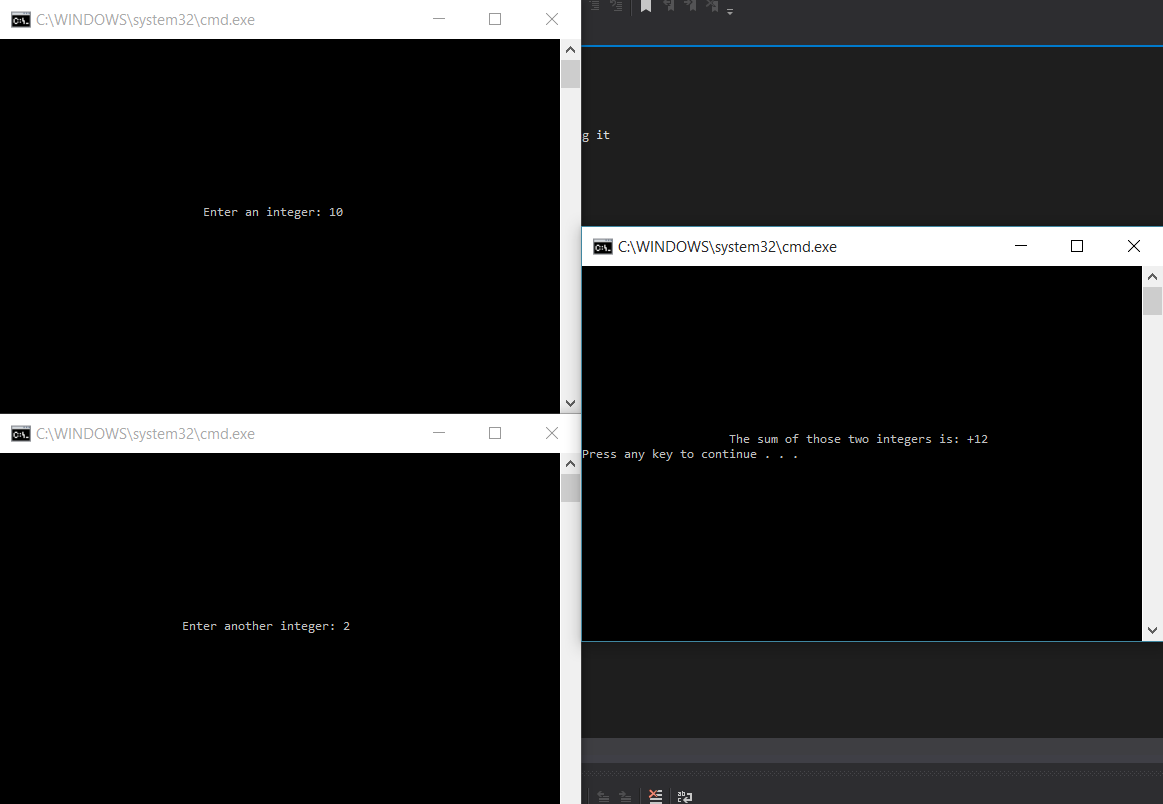 C:\WINDOWS\system32\cmd.exe
Enter an integer: 10
g it
C:\WINDOWS\system32\cmd.exe
The sum of those two integers is: +12
Press any key to continue . . .
C:\WINDOWS\system32\cmd.exe
Enter another integer: 2